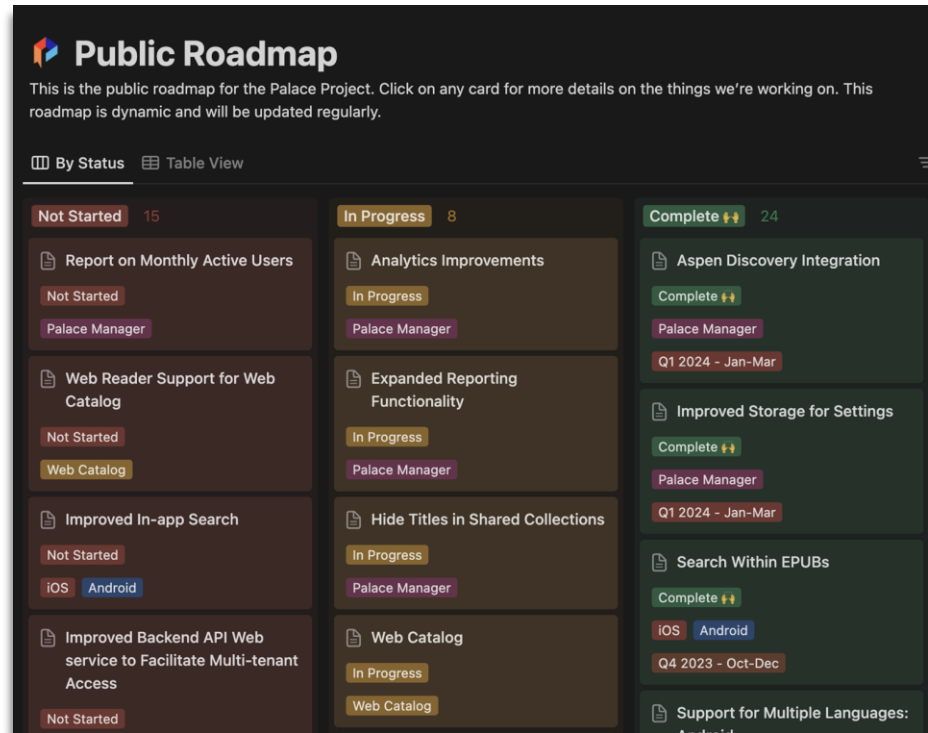 Public Roadmap
This is the public roadmap for the Palace Project. Click on any card for more details on the things we're working on. This
roadmap is dynamic and will be updated regularly.
By Status
Table View
Not Started 15
Report on Monthly Active Users
Not Started
Palace Manager
Web Reader Support for Web
Catalog
Not Started
Web Catalog
Improved In-app Search
Not Started
iOS Android
Improved Backend API Web
service to Facilitate Multi-tenant
Access
Not Started
In Progress 8
Analytics Improvements
In Progress
Palace Manager
Expanded Reporting
Functionality
In Progress
Palace Manager
Hide Titles in Shared Collections
In Progress
Palace Manager
Web Catalog
In Progress
Web Catalog
Complete 🙌 24
Aspen Discovery Integration
Complete 🙌
Palace Manager
Q1 2024 - Jan-Mar
Improved Storage for Settings
Complete 🙌
Palace Manager
Q1 2024 - Jan-Mar
Search Within EPUBs
Complete 🙌
iOS Android
Q4 2023 - Oct-Dec
Support for Multiple Languages:
Android